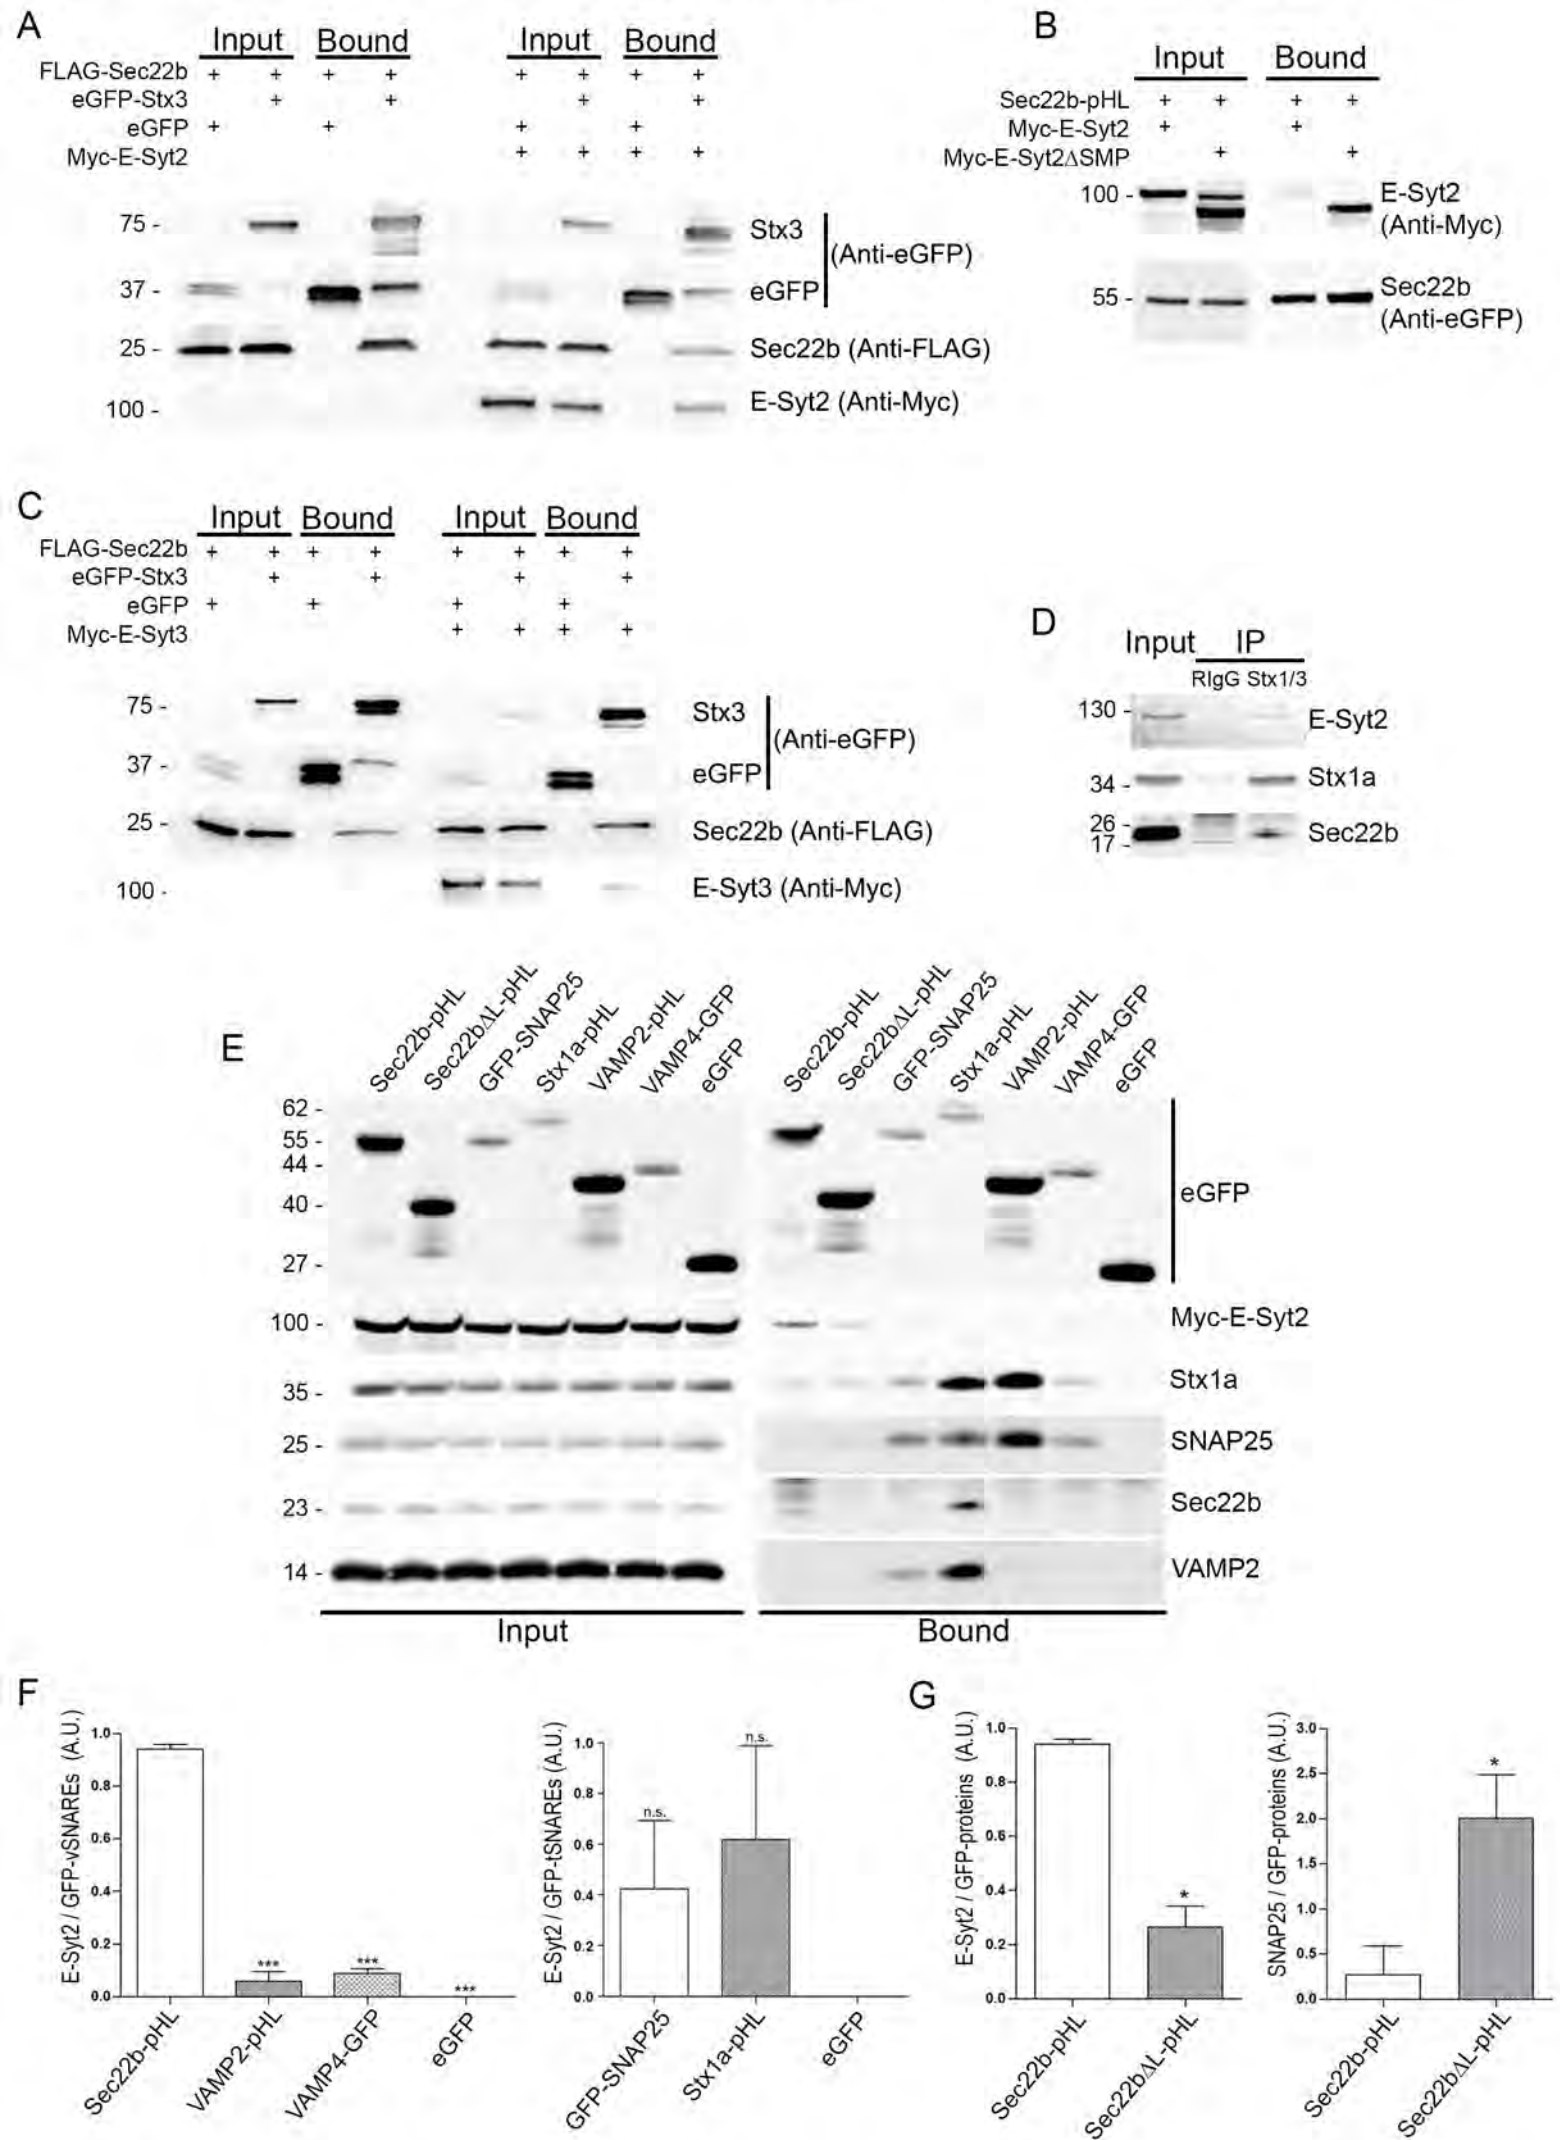 A
Input Bound Input Bound
FLAG-Sec22b + + + + + + + +
eGFP-Stx3 + + + +
eGFP + + + +
Myc-E-Syt2 + + + +
75 -
37 -
25 -
100 -
Stx3
eGFP
(Anti-eGFP)
Sec22b (Anti-FLAG)
E-Syt2 (Anti-Myc)
B
Input Bound
Sec22b-pHL + + + +
Myc-E-Syt2 + +
Myc-E-Syt2ΔSMP + +
100 -
55 -
E-Syt2
(Anti-Myc)
Sec22b
(Anti-eGFP)
C
Input Bound Input Bound
FLAG-Sec22b + + + + + + + +
eGFP-Stx3 + + + +
eGFP + + + +
Myc-E-Syt3 + + + +
75 -
37 -
25 -
100 -
Stx3
eGFP
(Anti-eGFP)
Sec22b (Anti-FLAG)
E-Syt3 (Anti-Myc)
D
Input IP
RIgG Stx1/3
130 -
34 -
26 -
17 -
E-Syt2
Stx1a
Sec22b
E
Sec22b-pHL
Sec22bΔL-pHL
GFP-SNAP25
Stx1a-pHL
VAMP2-pHL
VAMP4-GFP
eGFP
Sec22b-pHL
Sec22bΔL-pHL
GFP-SNAP25
Stx1a-pHL
VAMP2-pHL
VAMP4-GFP
eGFP
62 -
55 -
44 -
40 -
27 -
100 -
35 -
25 -
23 -
14 -
eGFP
Myc-E-Syt2
Stx1a
SNAP25
Sec22b
VAMP2
Input Bound
F
E-Syt2 / GFP-vSNAREs (A.U.)
1.0
0.8
0.6
0.4
0.2
0.0
***
***
***
Sec22b-pHL
VAMP2-pHL
VAMP4-GFP
eGFP
E-Syt2 / GFP-tSNAREs (A.U.)
1.0
0.8
0.6
0.4
0.2
0.0
n.s.
n.s.
GFP-SNAP25
Stx1a-pHL
eGFP
G
E-Syt2 / GFP-proteins (A.U.)
1.0
0.8
0.6
0.4
0.2
0.0
*
Sec22b-pHL
Sec22bΔL-pHL
SNAP25 / GFP-proteins (A.U.)
3.0
2.5
2.0
1.5
1.0
0.5
0.0
*
Sec22b-pHL
Sec22bΔL-pHL